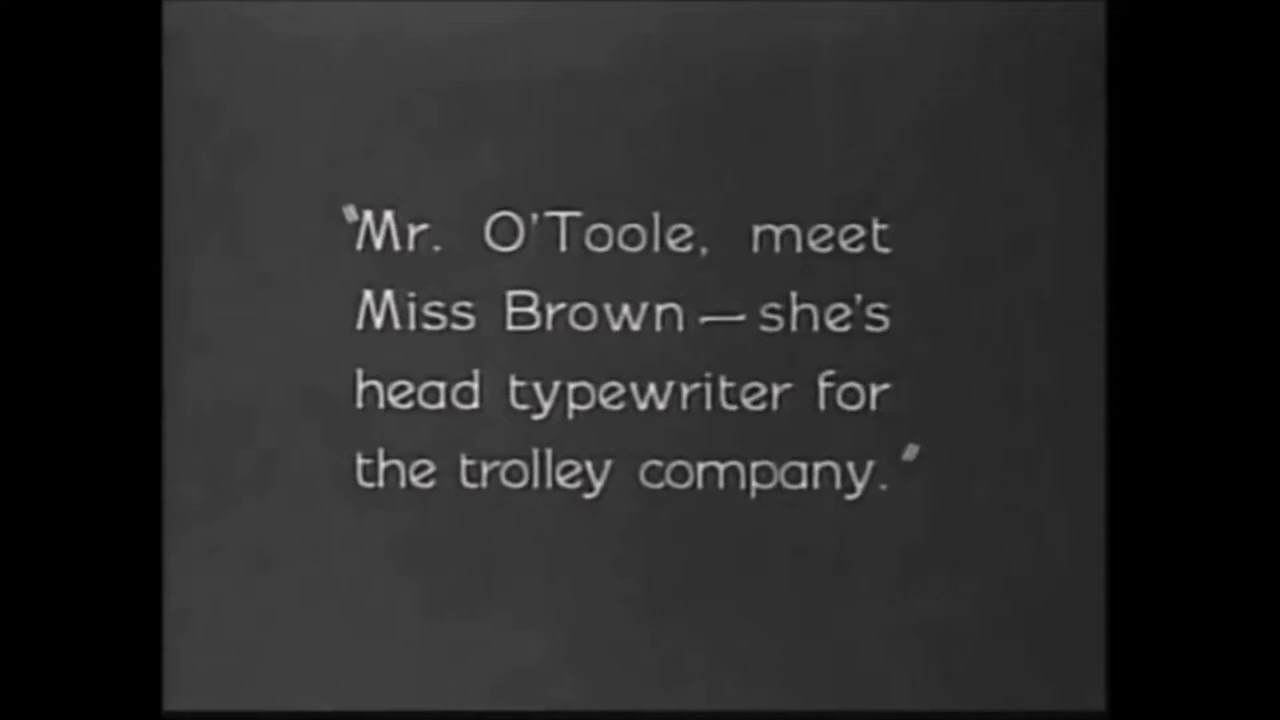 "Mr. O'Toole, meet
Miss Brown — she's
head typewriter for
the trolley company."